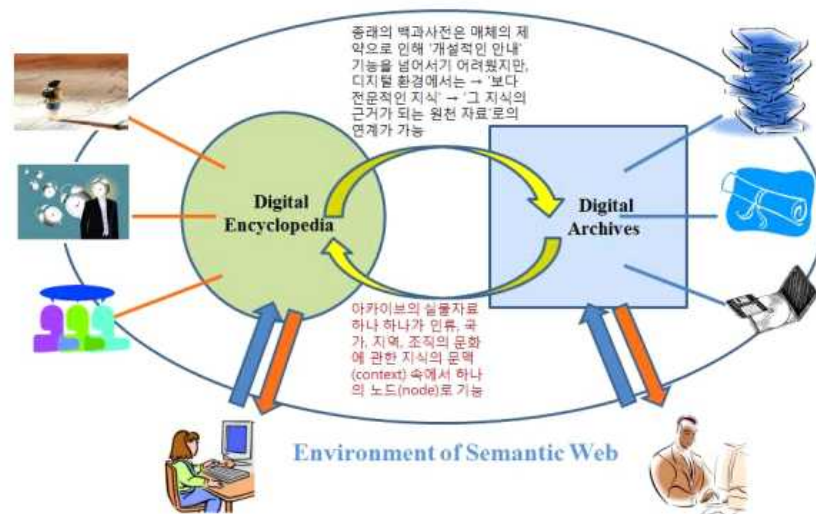 종래의 백과사전은 매체의 제
약으로 인해 '개설적인 안내'
기능을 넘어서기 어려웠지만,
디지털 환경에서는 → '보다
전문적인 지식' → '그 지식의
근거가 되는 원천 자료'로의
연계가 가능
Digital
Encyclopedia
Digital
Archives
아카이브의 실물자료
하나 하나가 인류, 국
가, 지역, 조직의 문화
에 관한 지식의 문맥
(context) 속에서 하나
의 노드(node)로 기능
Environment of Semantic Web